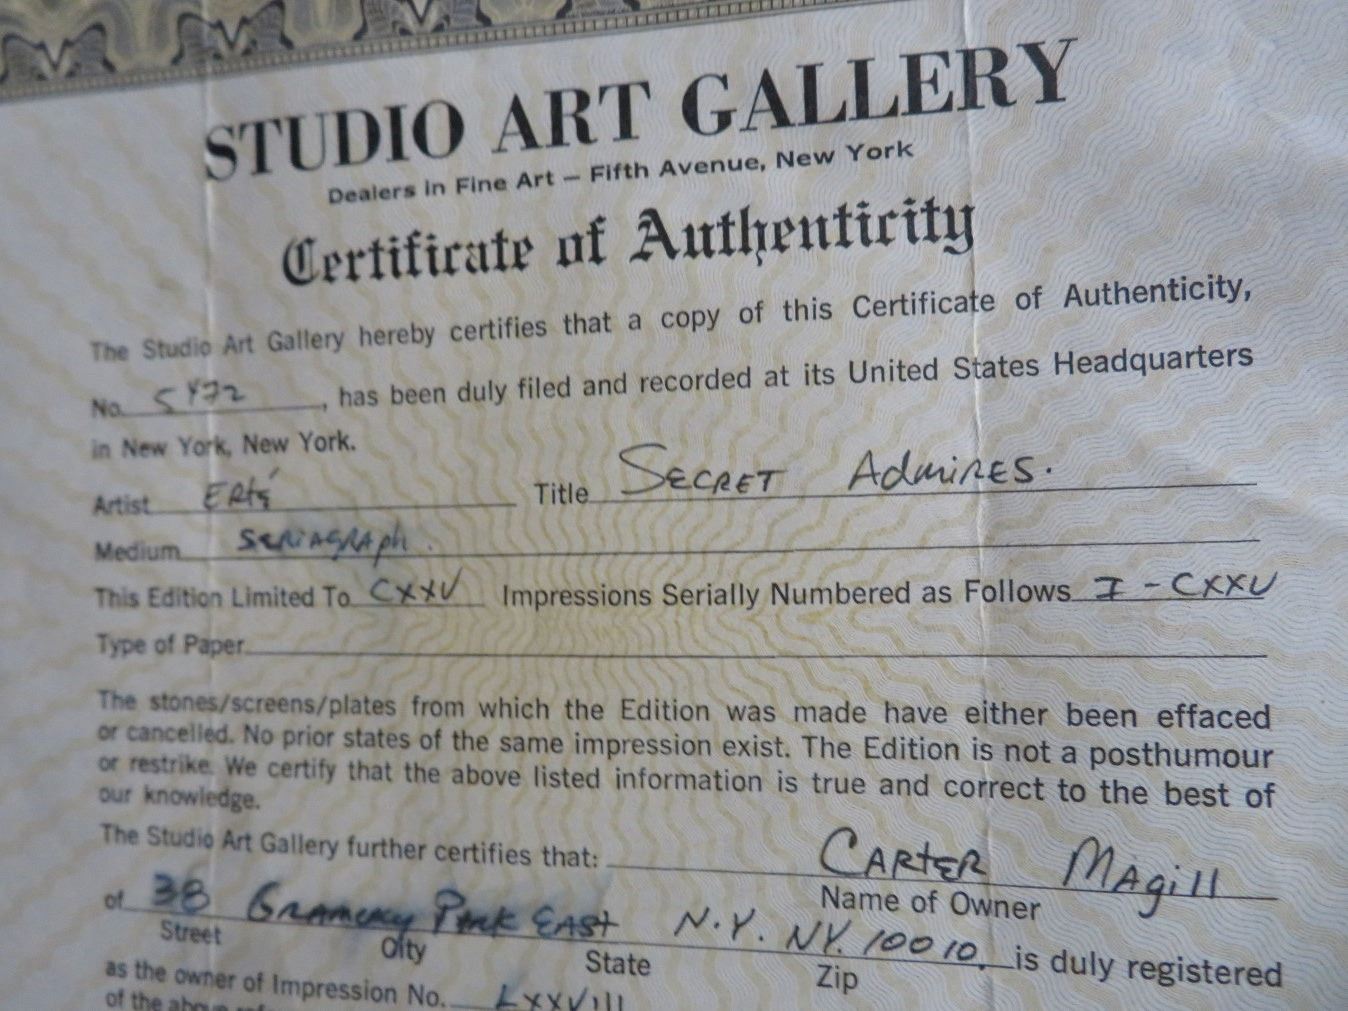 STUDIO ART GALLERY
Dealers in Fine Art — Fifth Avenue, New York
Certificate of Authenticity
The Studio Art Gallery hereby certifies that a copy of this Certificate of Authenticity,
No. 5472, has been duly filed and recorded at its United States Headquarters
in New York, New York.
Artist ERTé Title SECRET AdmiRES.
Medium SERIAGRAph.
This Edition Limited To CXXV Impressions Serially Numbered as Follows I - CXXV
Type of Paper
The stones/screens/plates from which the Edition was made have either been effaced
or cancelled. No prior states of the same impression exist. The Edition is not a posthumour
or restrike. We certify that the above listed information is true and correct to the best of
our knowledge.
The Studio Art Gallery further certifies that: CARTER MAgill
Name of Owner
of 38 GRAMERCY PARK EAST N.Y. NY. 10010. is duly registered
Street City State Zip
as the owner of Impression No. LXXVIII
of the above